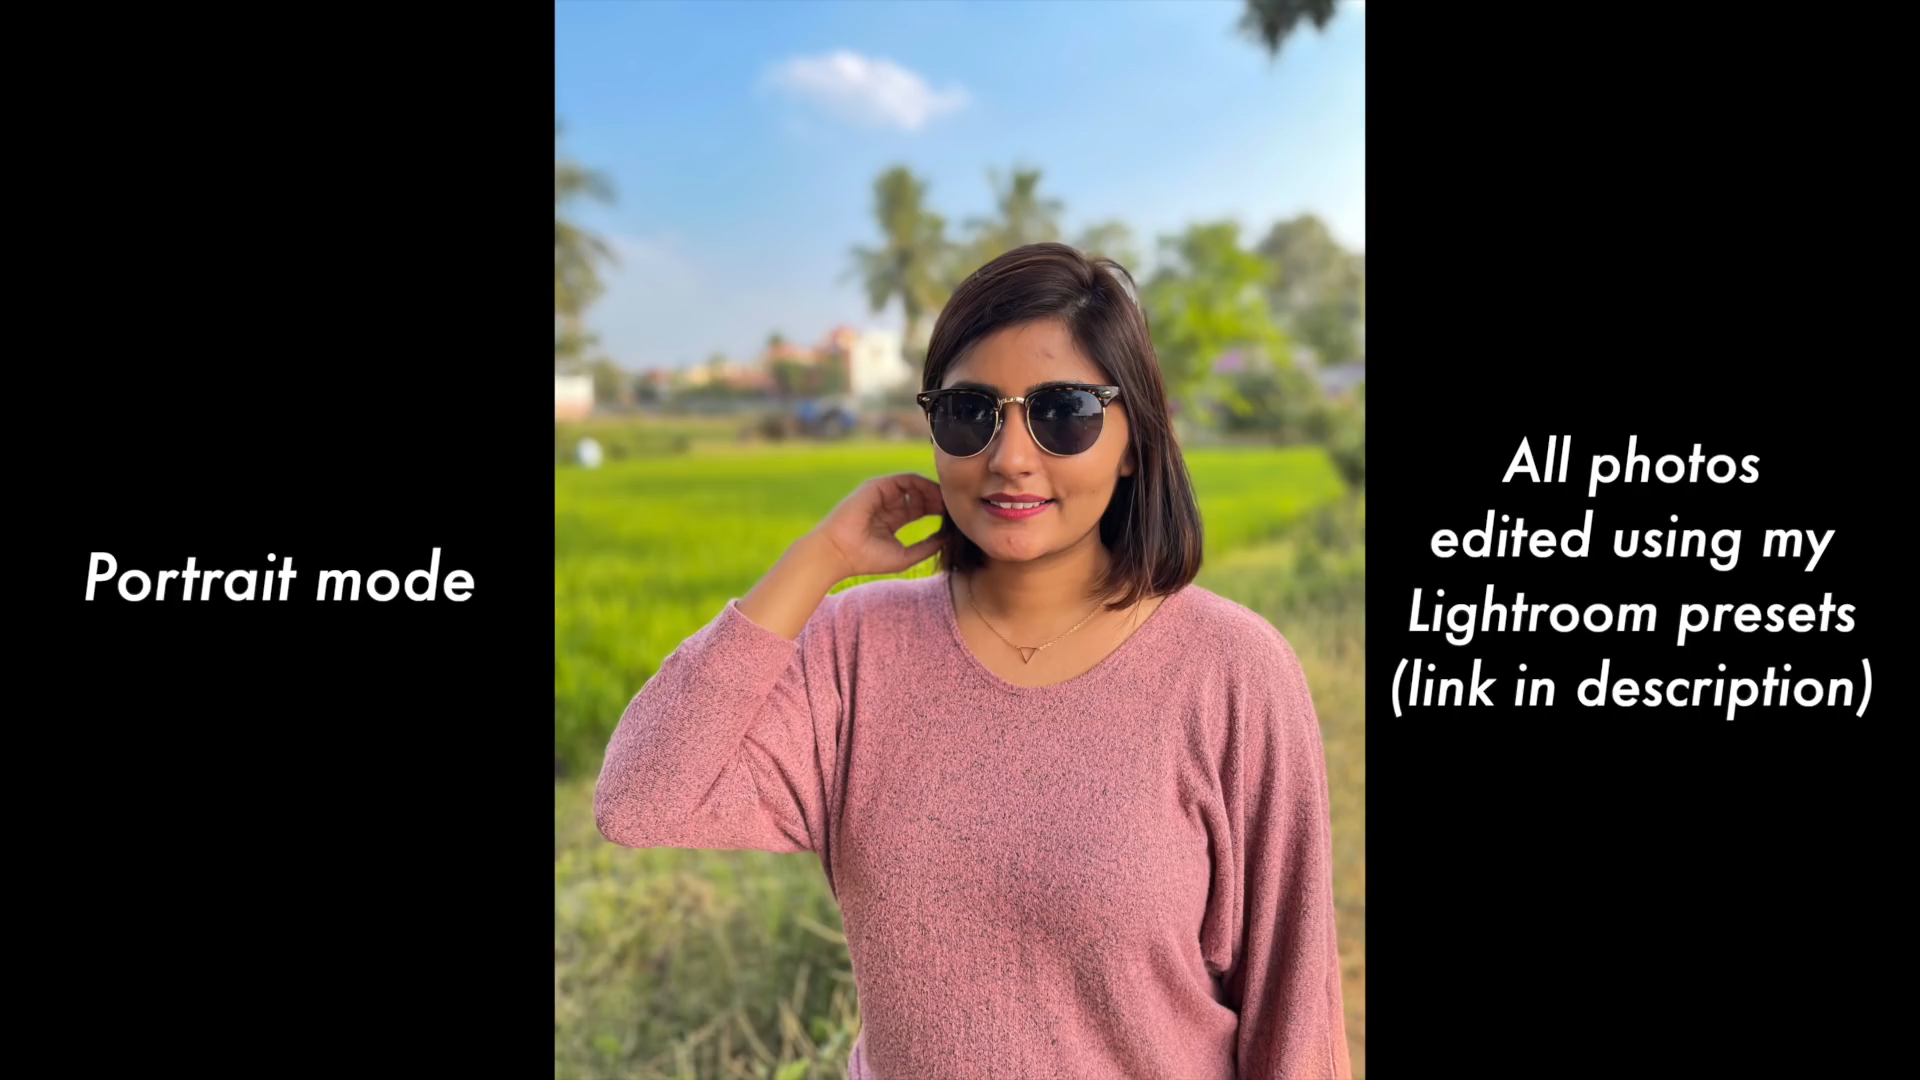 Portrait mode
All photos
edited using my
Lightroom presets
(link in description)